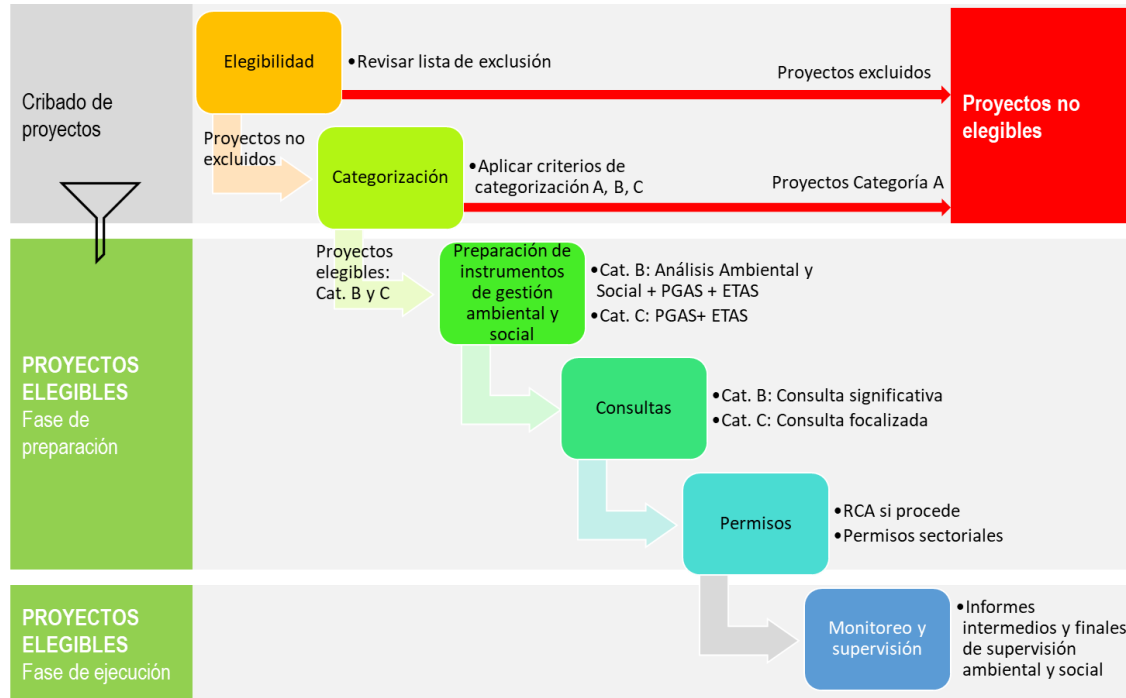 Cribado de
proyectos
Elegibilidad
•Revisar lista de exclusión
Proyectos excluidos
Proyectos no
elegibles
Proyectos no
excluidos
Categorización
•Aplicar criterios de
categorización A, B, C
Proyectos Categoría A
PROYECTOS
ELEGIBLES
Fase de
preparación
Proyectos
elegibles:
Cat. B y C
Preparación de
instrumentos
de gestión
ambiental y
social
•Cat. B: Análisis Ambiental y
Social + PGAS + ETAS
•Cat. C: PGAS+ ETAS
Consultas
•Cat. B: Consulta significativa
•Cat. C: Consulta focalizada
Permisos
•RCA si procede
•Permisos sectoriales
PROYECTOS
ELEGIBLES
Fase de ejecución
Monitoreo y
supervisión
•Informes
intermedios y finales
de supervisión
ambiental y social